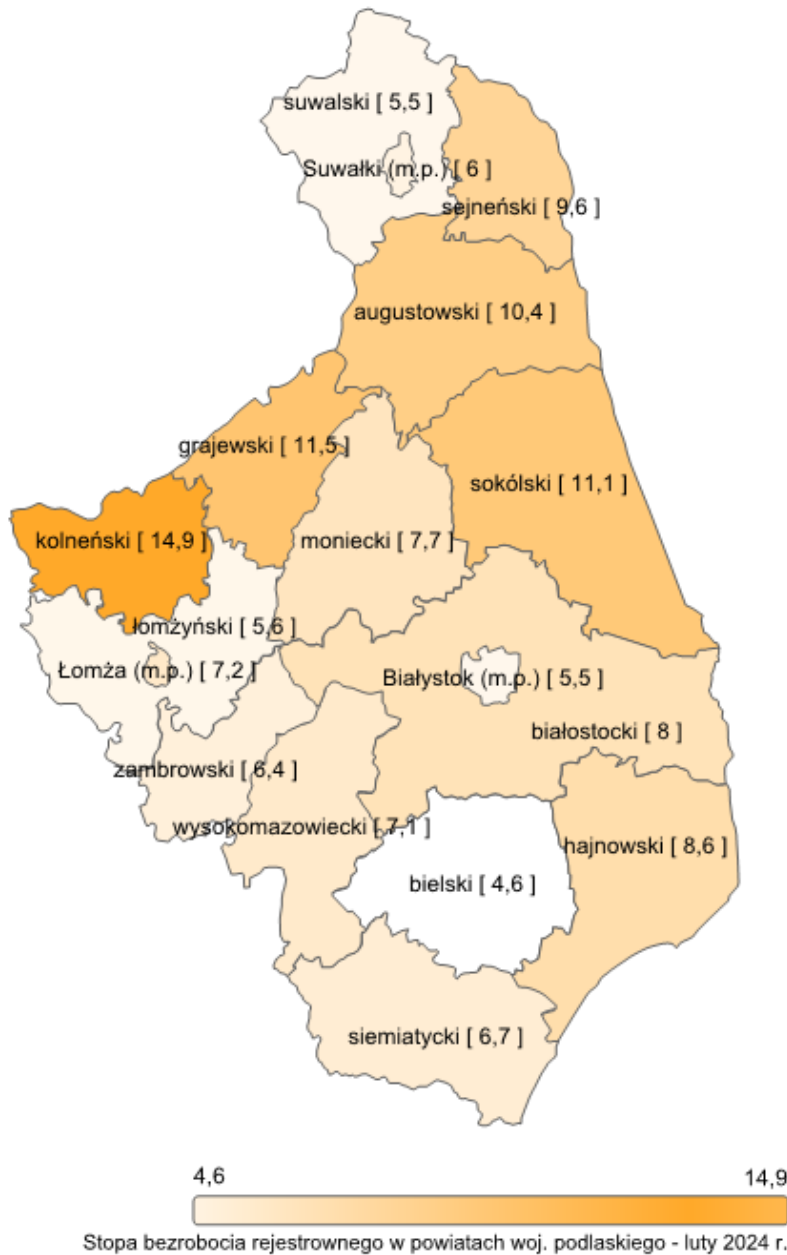 suwalski [ 5,5 ]
Suwałki (m.p.) [ 6 ]
sejneński [ 9,6 ]
augustowski [ 10,4 ]
grajewski [ 11,5 ]
sokólski [ 11,1 ]
kolneński [ 14,9 ]
moniecki [ 7,7 ]
łomżyński [ 5,6 ]
Łomża (m.p.) [ 7,2 ]
Białystok (m.p.) [ 5,5 ]
białostocki [ 8 ]
zambrowski [ 6,4 ]
wysokomazowiecki [ 7,1 ]
hajnowski [ 8,6 ]
bielski [ 4,6 ]
siemiatycki [ 6,7 ]
4,6 14,9
Stopa bezrobocia rejestrownego w powiatach woj. podlaskiego - luty 2024 r.